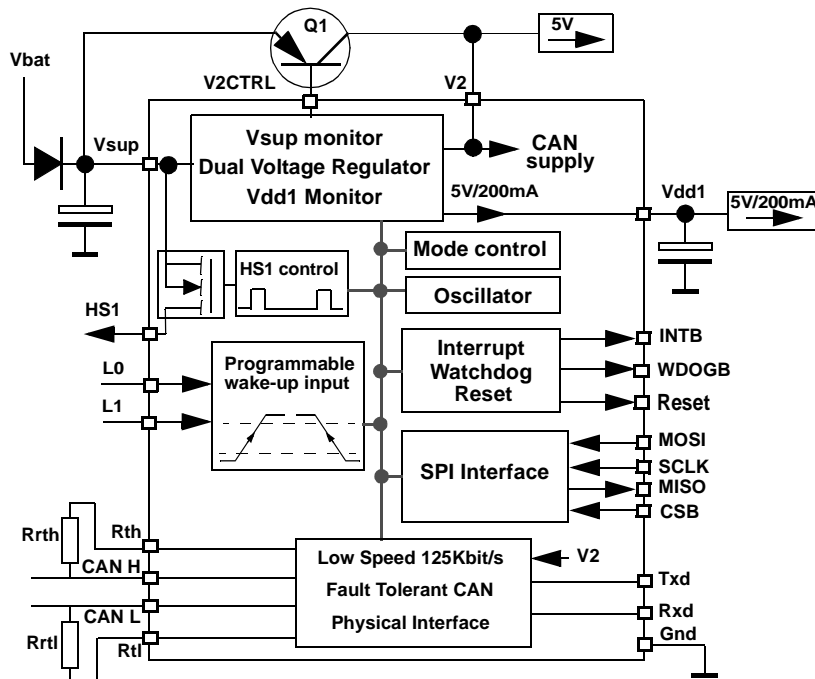 Q1
5V
Vbat
V2CTRL
V2
Vsup
Vsup monitor
Dual Voltage Regulator
Vdd1 Monitor
CAN
supply
5V/200mA
Vdd1
5V/200mA
Mode control
HS1 control
Oscillator
HS1
Programmable
wake-up input
L0
L1
Interrupt
Watchdog
Reset
INTB
WDOGB
Reset
SPI Interface
MOSI
SCLK
MISO
CSB
Rrth
Rth
CAN H
CAN L
Rrtl
Rtl
Low Speed 125Kbit/s
Fault Tolerant CAN
Physical Interface
V2
Txd
Rxd
Gnd